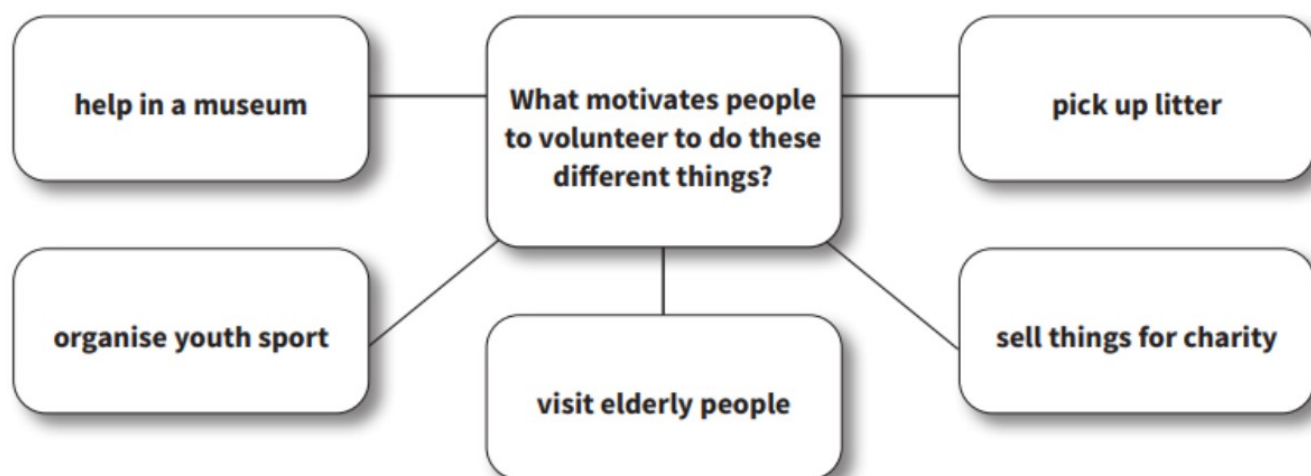 help in a museum
What motivates people
to volunteer to do these
different things?
pick up litter
organise youth sport
visit elderly people
sell things for charity